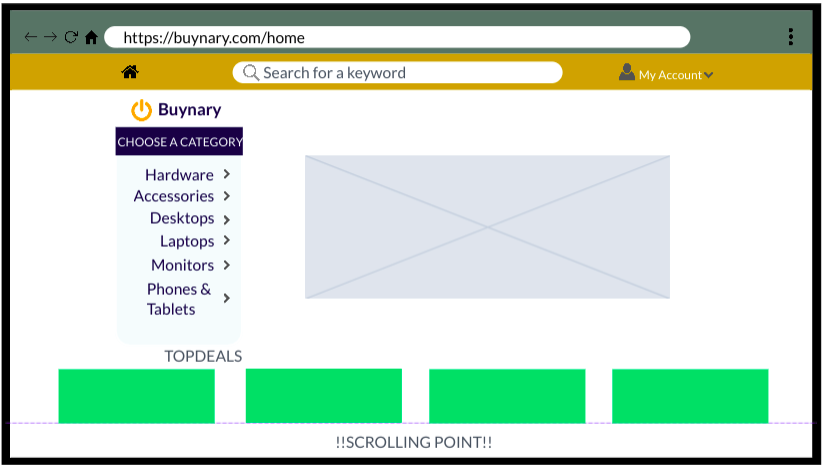 https://buynary.com/home
Search for a keyword
My Account
Buynary
CHOOSE A CATEGORY
Hardware
Accessories
Desktops
Laptops
Monitors
Phones &
Tablets
TOPDEALS
!!SCROLLING POINT!!